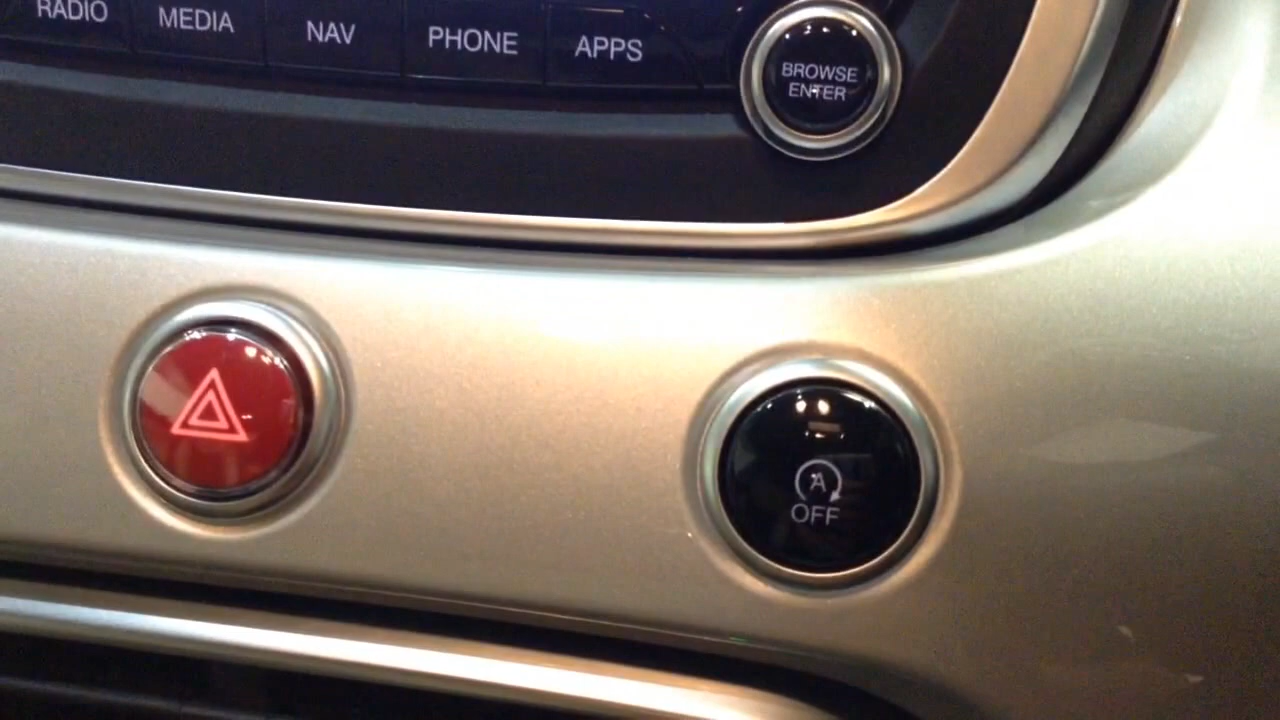 RADIO MEDIA NAV PHONE APPS
BROWSE
ENTER
A
OFF